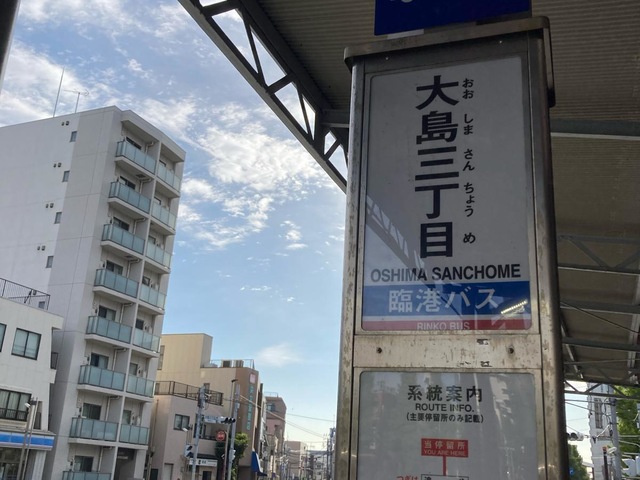 大島三丁目
おおしまさんちょうめ
OSHIMA SANCHOME
臨港バス
RINKO BUS
系統案内
ROUTE INFO.
(主要停留所のみ記載)
当停留所
YOU ARE HERE